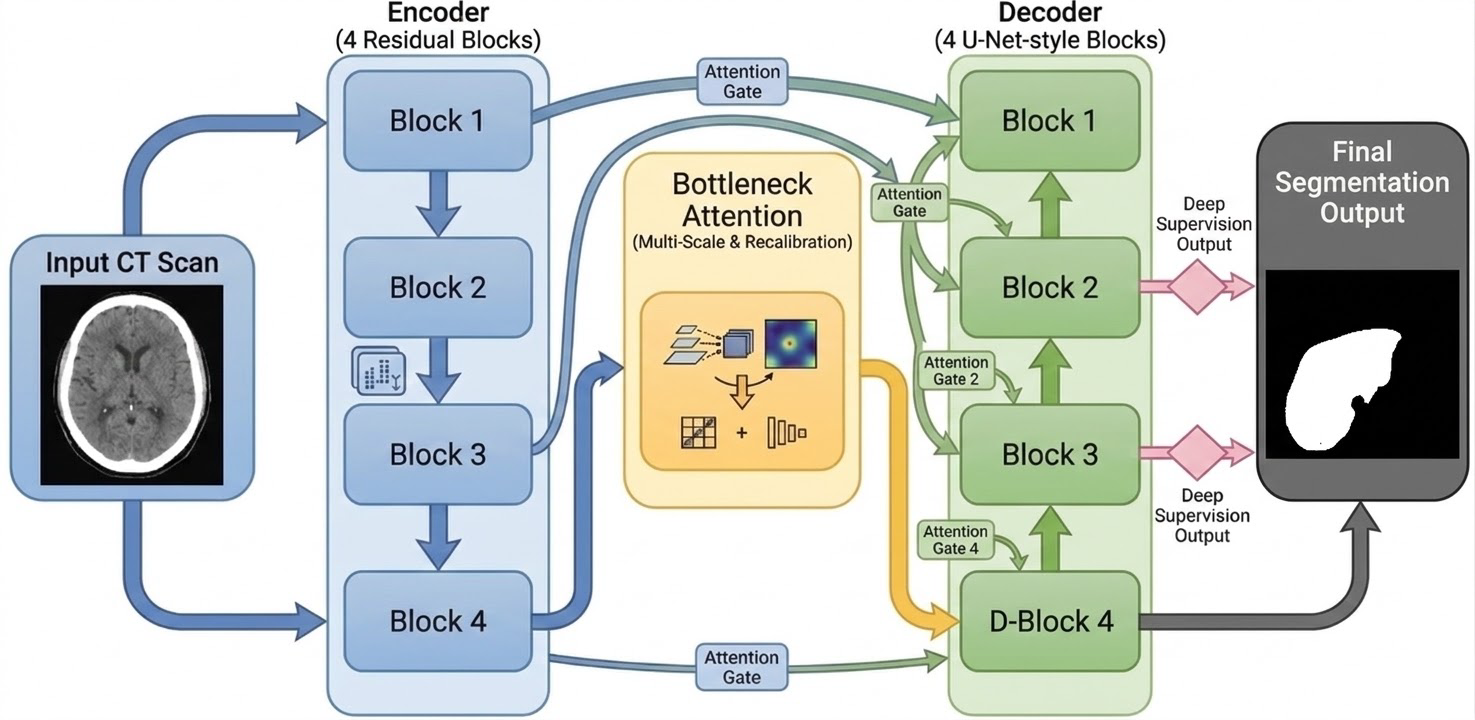 Encoder
(4 Residual Blocks)
Decoder
(4 U-Net-style Blocks)
Input CT Scan
Block 1
Block 2
Block 3
Block 4
Attention
Gate
Bottleneck
Attention
(Multi-Scale & Recalibration)
+
Attention
Gate
Attention
Gate
Attention
Gate 2
Attention
Gate 4
Block 1
Block 2
Block 3
D-Block 4
Deep
Supervision
Output
Deep
Supervision
Output
Final
Segmentation
Output